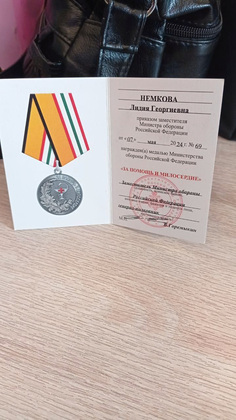 НЕМКОВА
Лидия Георгиевна
приказом заместителя
Министра обороны
Российской Федерации
от «07» мая 2024 г. № 69
награжден(а) медалью Министерства
обороны Российской Федерации
«ЗА ПОМОЩЬ И МИЛОСЕРДИЕ»
Заместитель Министра обороны
Российской Федерации